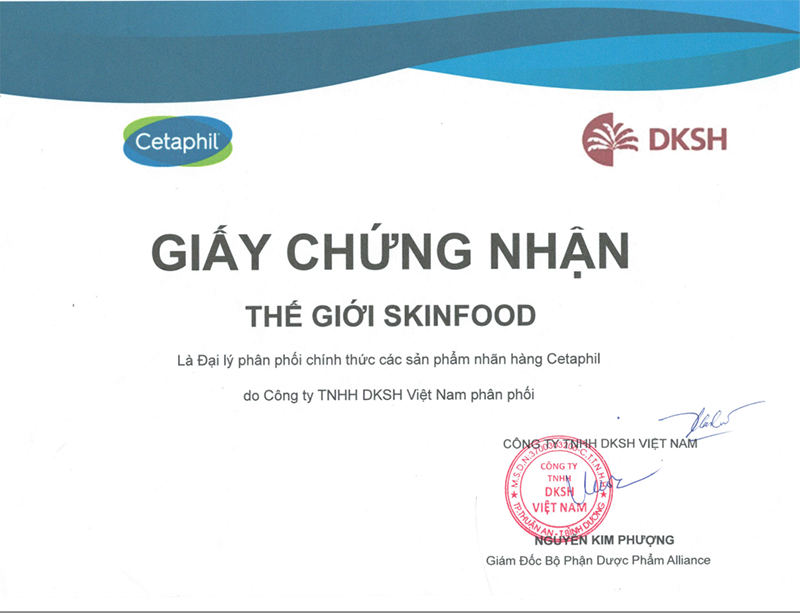 Cetaphil
DKSH
GIẤY CHỨNG NHẬN
THẾ GIỚI SKINFOOD
Là Đại lý phân phối chính thức các sản phẩm nhãn hàng Cetaphil
do Công ty TNHH DKSH Việt Nam phân phối
CÔNG TY TNHH DKSH VIỆT NAM
CÔNG TY
TNHH
DKSH
VIỆT NAM
TP.THUẬN AN - T.BÌNH DƯƠNG
NGUYỄN KIM PHƯỢNG
Giám Đốc Bộ Phận Dược Phẩm Alliance